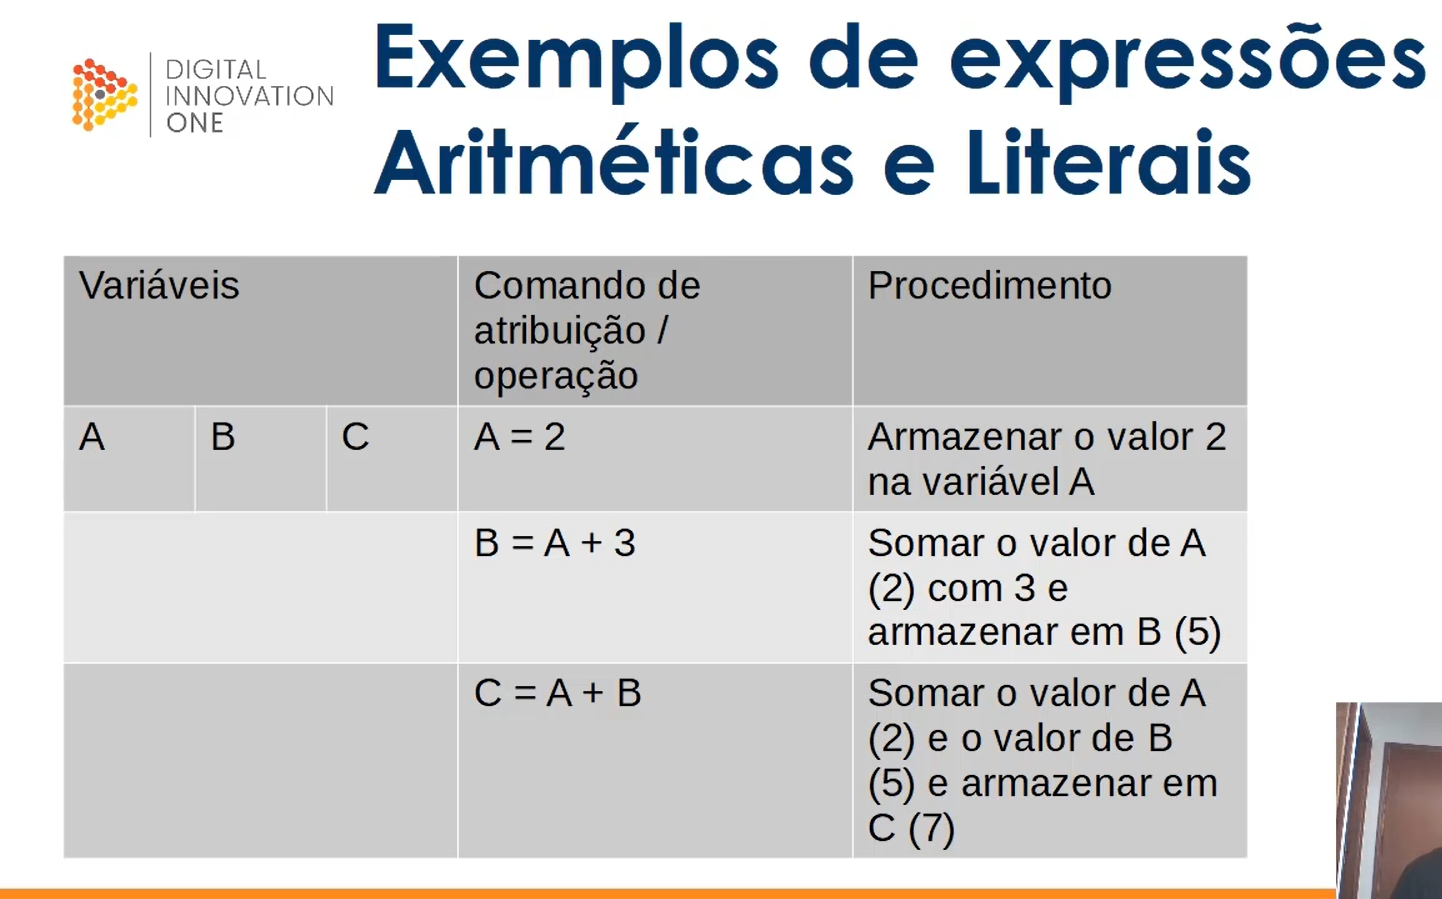 DIGITAL
INNOVATION
ONE
Exemplos de expressões
Aritméticas e Literais
Variáveis
Comando de
atribuição /
operação
Procedimento
A
B
C
A = 2
Armazenar o valor 2
na variável A
B = A + 3
Somar o valor de A
(2) com 3 e
armazenar em B (5)
C = A + B
Somar o valor de A
(2) e o valor de B
(5) e armazenar em
C (7)